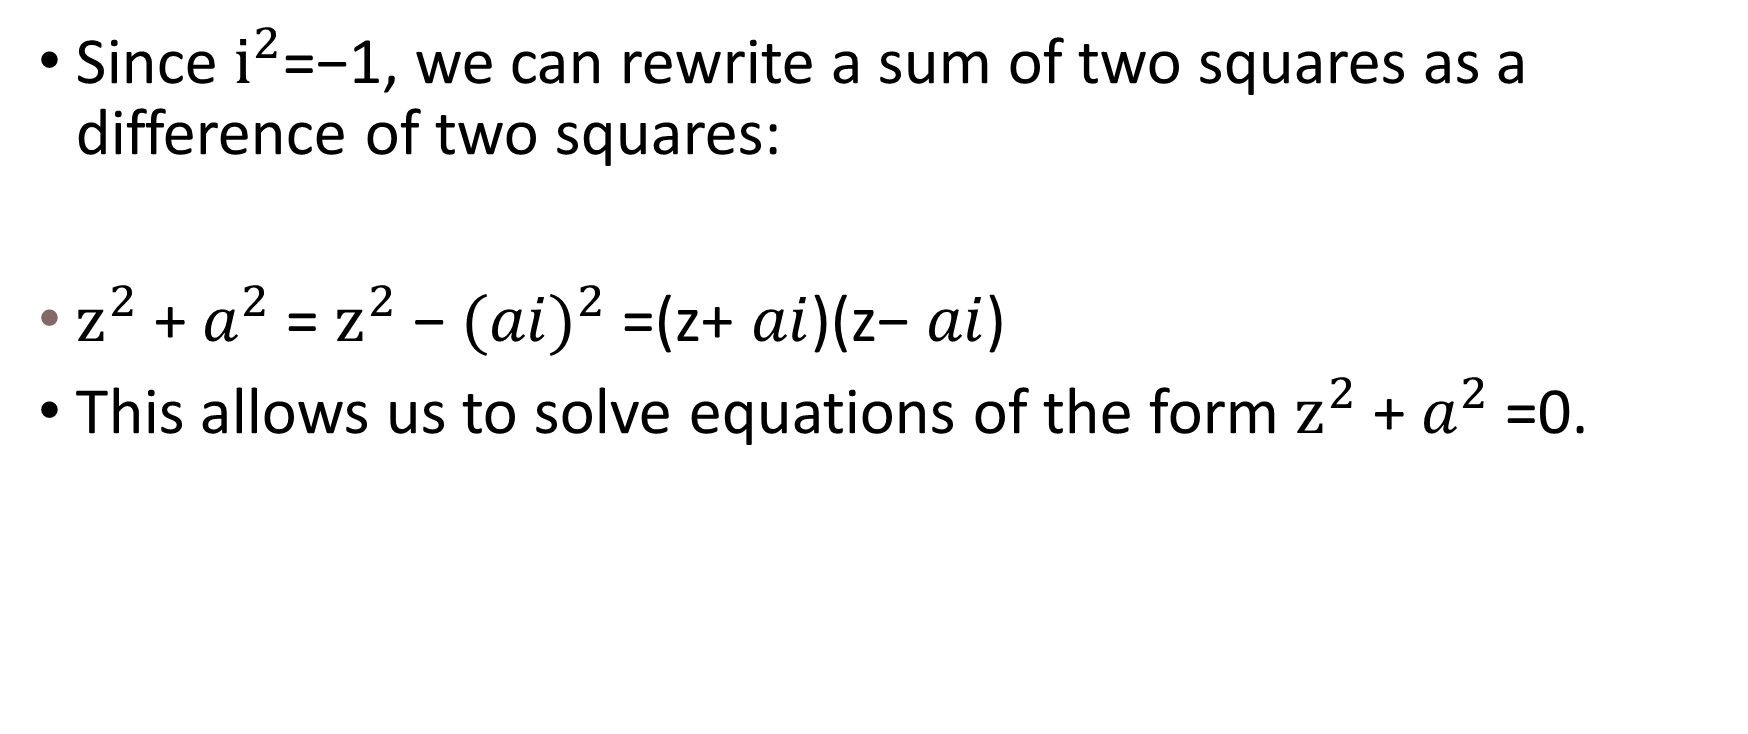 • Since i²=−1, we can rewrite a sum of two squares as a
difference of two squares:
• z² + a² = z² − (ai)² =(z+ ai)(z− ai)
• This allows us to solve equations of the form z² + a² =0.